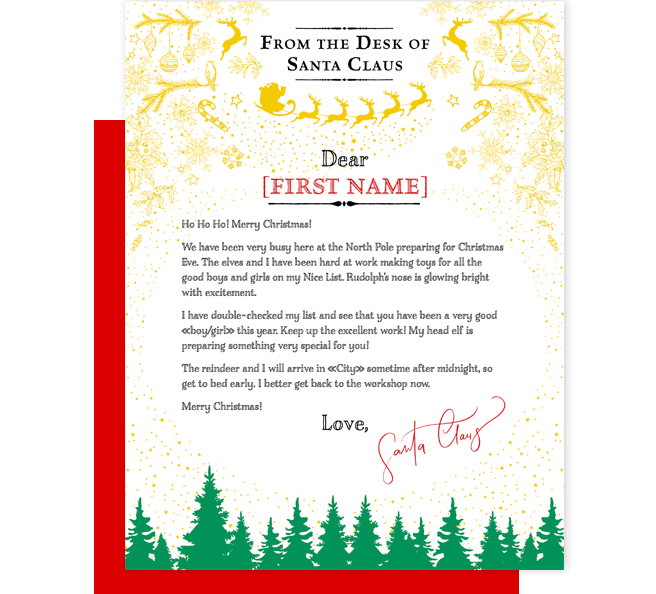 From the Desk of
Santa Claus
Dear
[FIRST NAME]
Ho Ho Ho! Merry Christmas!
We have been very busy here at the North Pole preparing for Christmas
Eve. The elves and I have been hard at work making toys for all the
good boys and girls on my Nice List. Rudolph's nose is glowing bright
with excitement.
I have double-checked my list and see that you have been a very good
«boy/girl» this year. Keep up the excellent work! My head elf is
preparing something very special for you!
The reindeer and I will arrive in «City» sometime after midnight, so
get to bed early. I better get back to the workshop now.
Merry Christmas!
Love,
Santa Claus